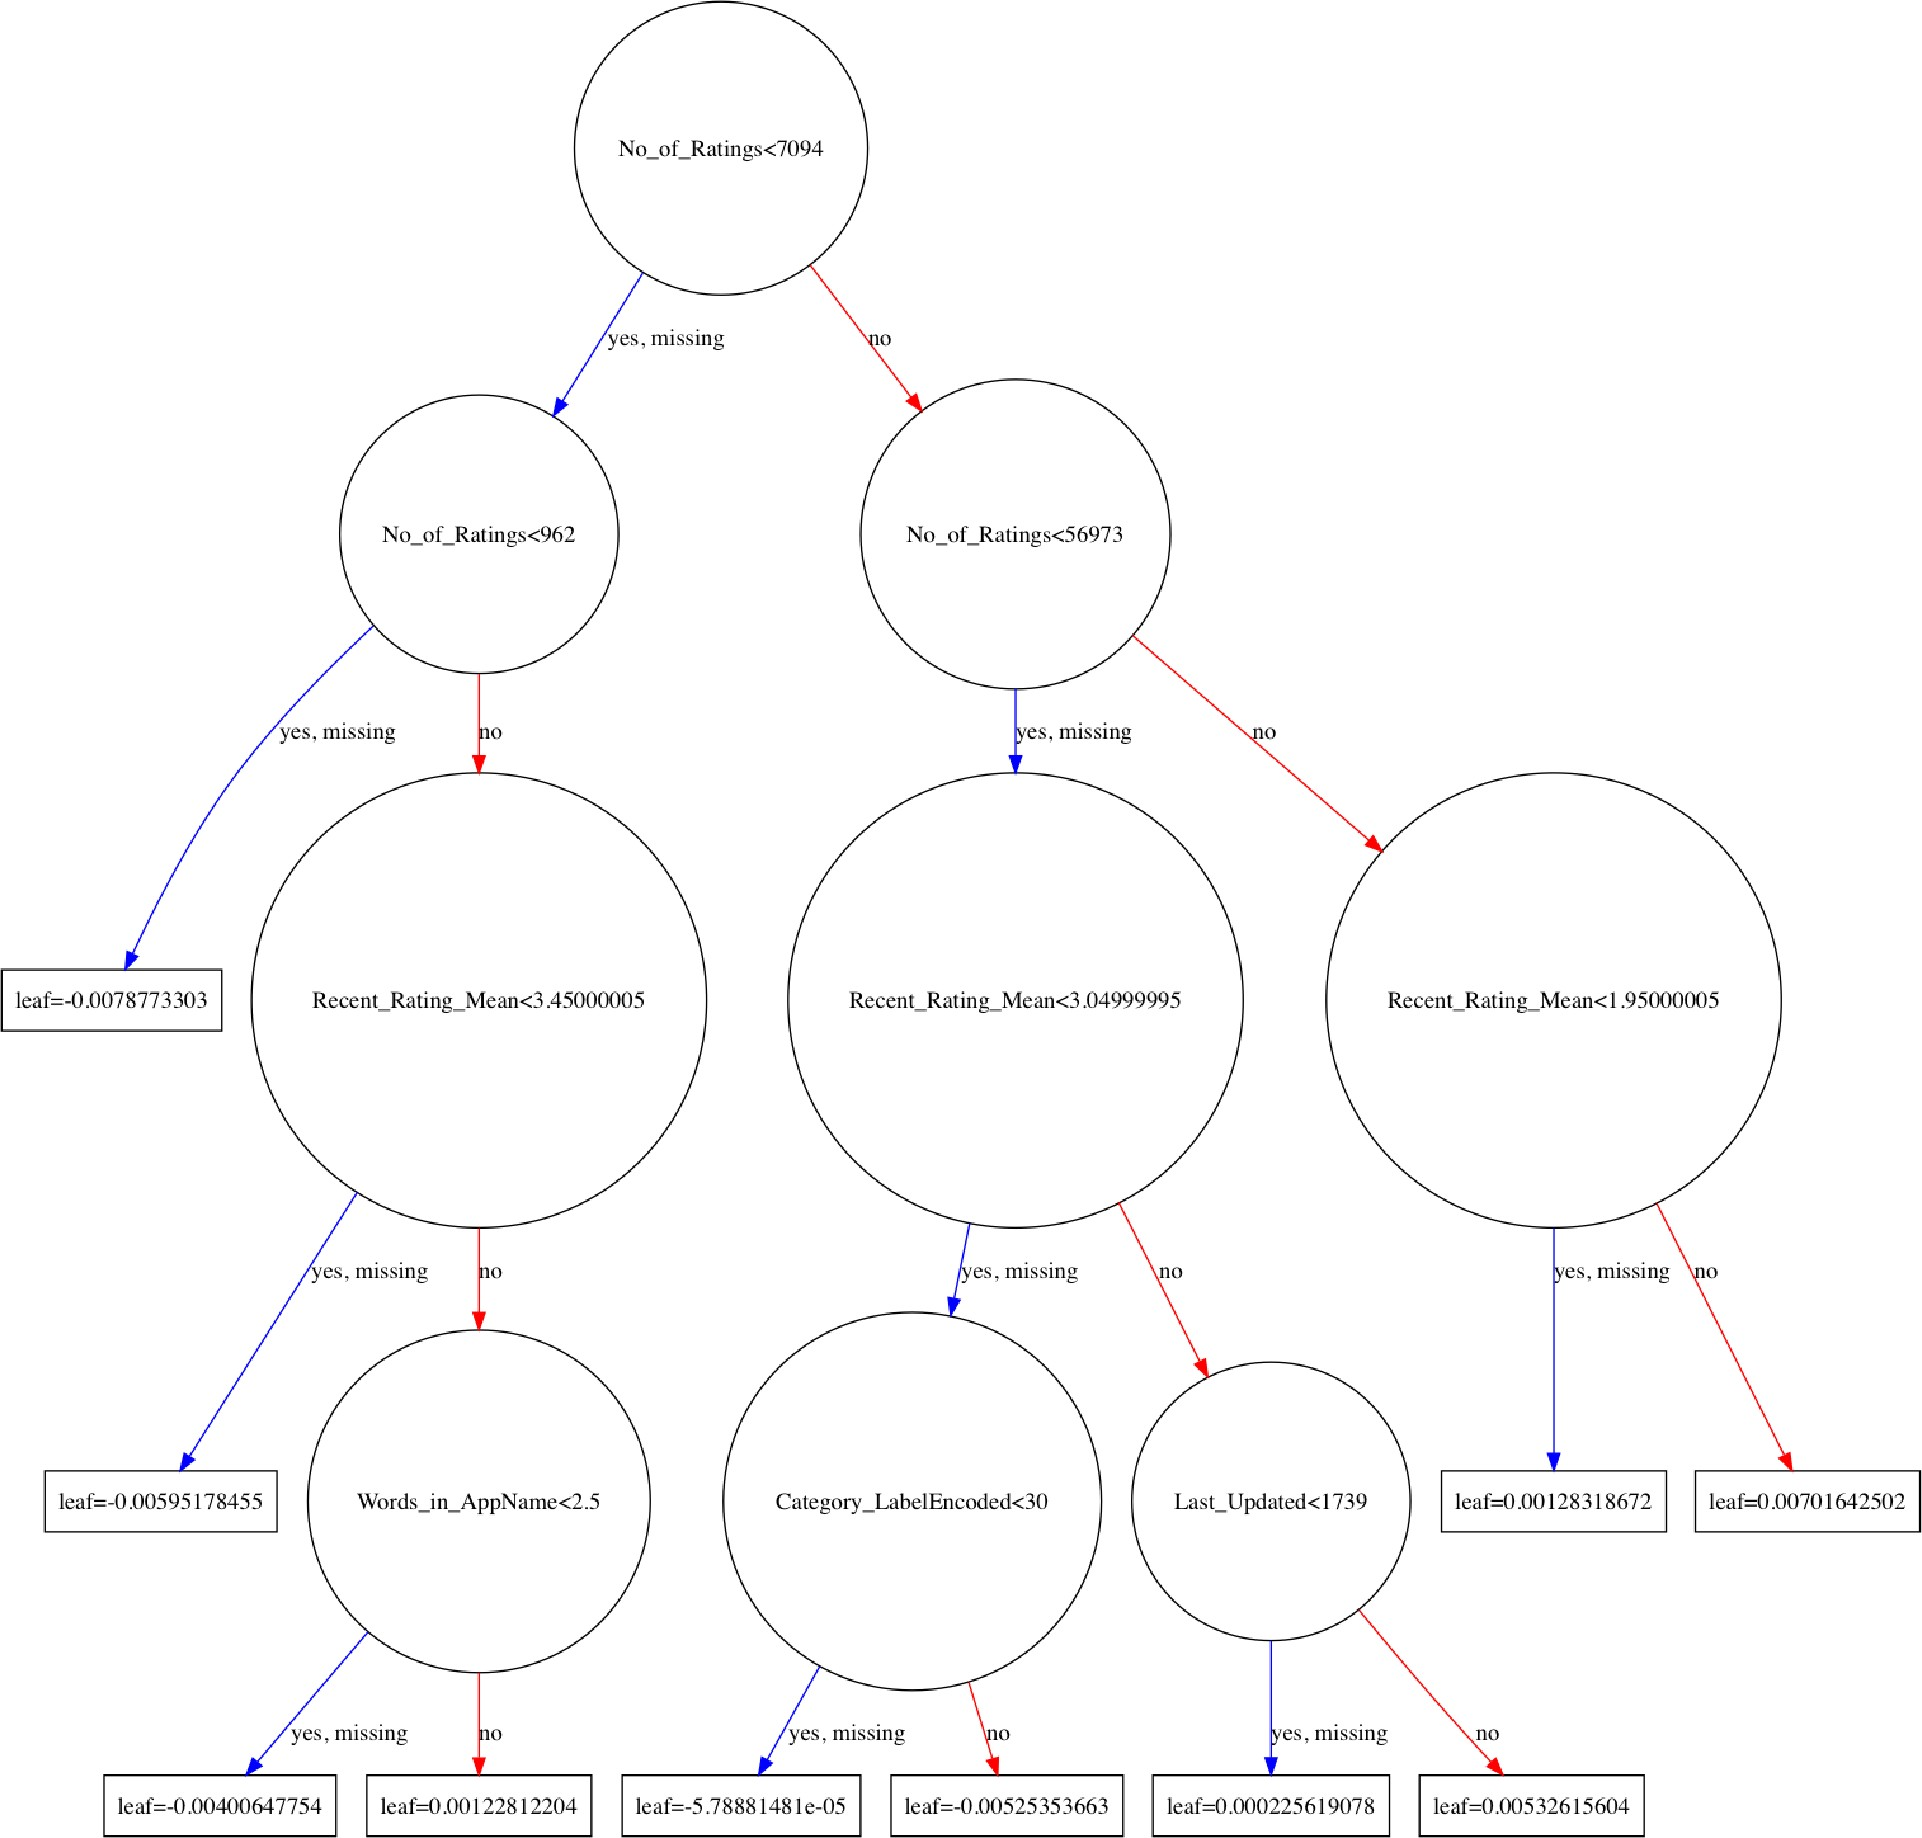 No_of_Ratings<7094
yes, missing
no
No_of_Ratings<962
No_of_Ratings<56973
yes, missing
no
yes, missing
no
leaf=-0.0078773303
Recent_Rating_Mean<3.45000005
Recent_Rating_Mean<3.04999995
Recent_Rating_Mean<1.95000005
yes, missing
no
yes, missing
no
yes, missing
no
leaf=-0.00595178455
Words_in_AppName<2.5
Category_LabelEncoded<30
Last_Updated<1739
leaf=0.00128318672
leaf=0.00701642502
yes, missing
no
yes, missing
no
yes, missing
no
leaf=-0.00400647754
leaf=0.00122812204
leaf=-5.78881481e-05
leaf=-0.00525353663
leaf=0.000225619078
leaf=0.00532615604